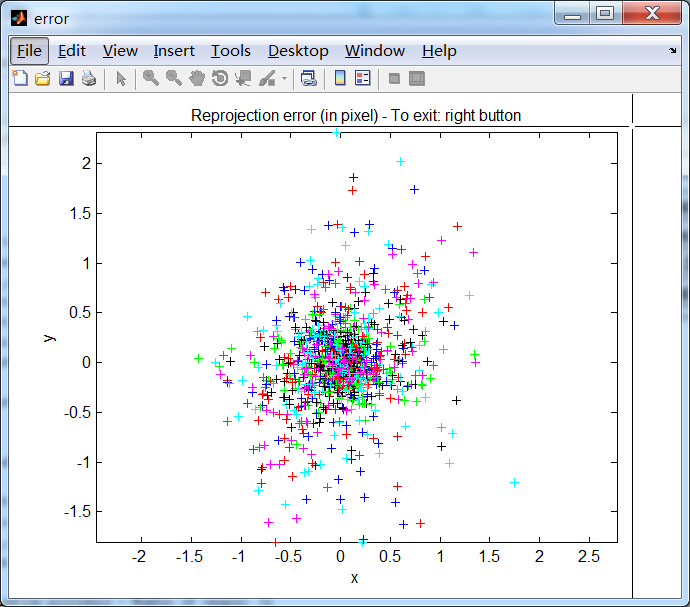 error
File Edit View Insert Tools Desktop Window Help
Reprojection error (in pixel) - To exit: right button
2
1.5
1
0.5
0
-0.5
-1
-1.5
y
-2 -1.5 -1 -0.5 0 0.5 1 1.5 2 2.5
x